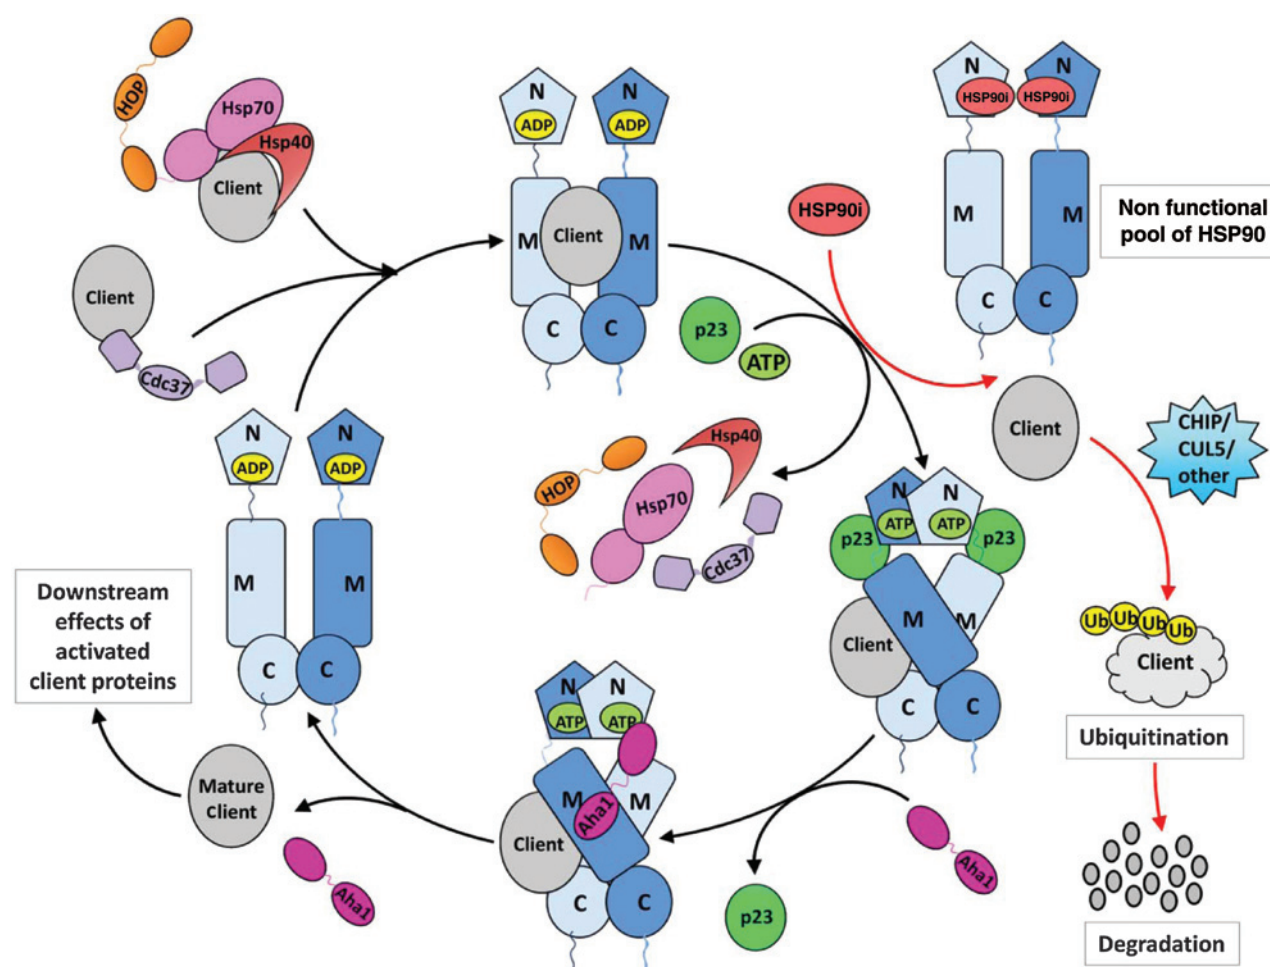 HOP
Hsp70
Hsp40
Client
Client
Cdc37
N
N
ADP
ADP
M
Client
M
C
C
HSP90i
p23
ATP
N
N
HSP90i
HSP90i
M
M
C
C
Non functional
pool of HSP90
Client
CHIP/
CUL5/
other
Ub
Ub
Ub
Ub
Client
Ubiquitination
Degradation
HOP
Hsp70
Hsp40
Cdc37
N
N
ATP
ATP
p23
p23
M
M
Client
C
C
Aha1
p23
N
N
ATP
ATP
M
Aha1
M
Client
C
C
Mature
Client
Aha1
Downstream
effects of
activated
client proteins
N
N
ADP
ADP
M
M
C
C